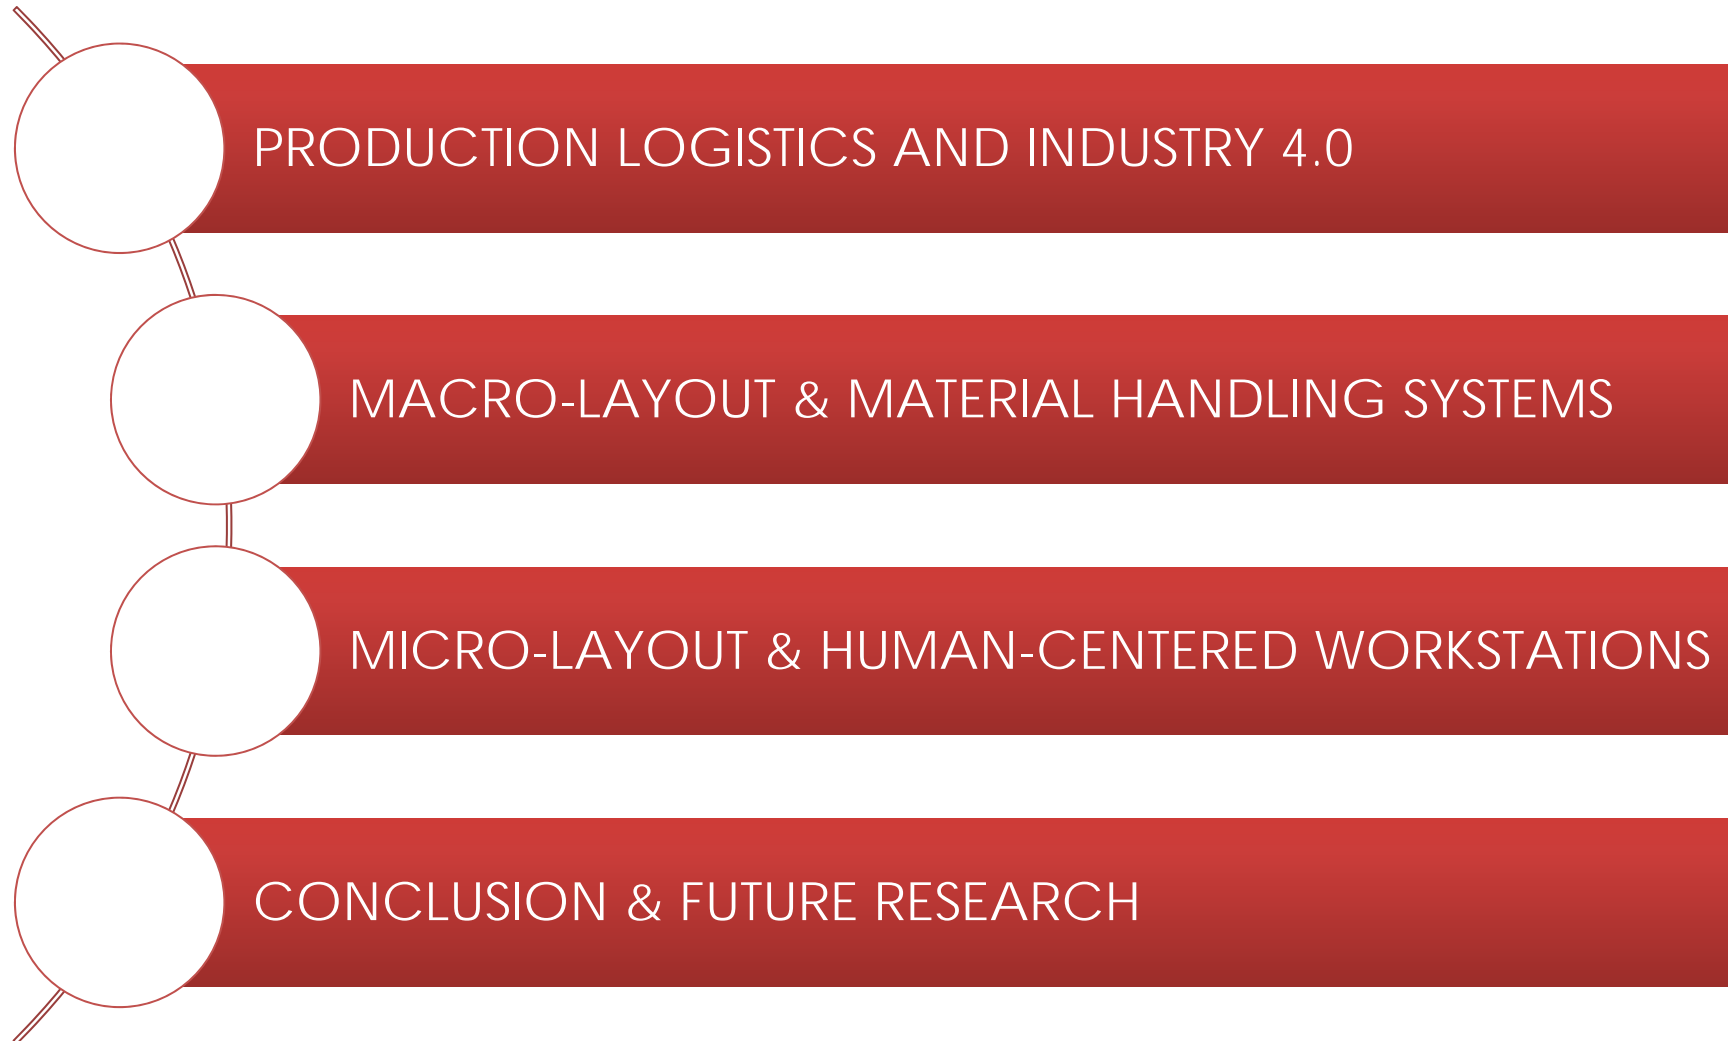 PRODUCTION LOGISTICS AND INDUSTRY 4.0
MACRO-LAYOUT & MATERIAL HANDLING SYSTEMS
MICRO-LAYOUT & HUMAN-CENTERED WORKSTATIONS
CONCLUSION & FUTURE RESEARCH